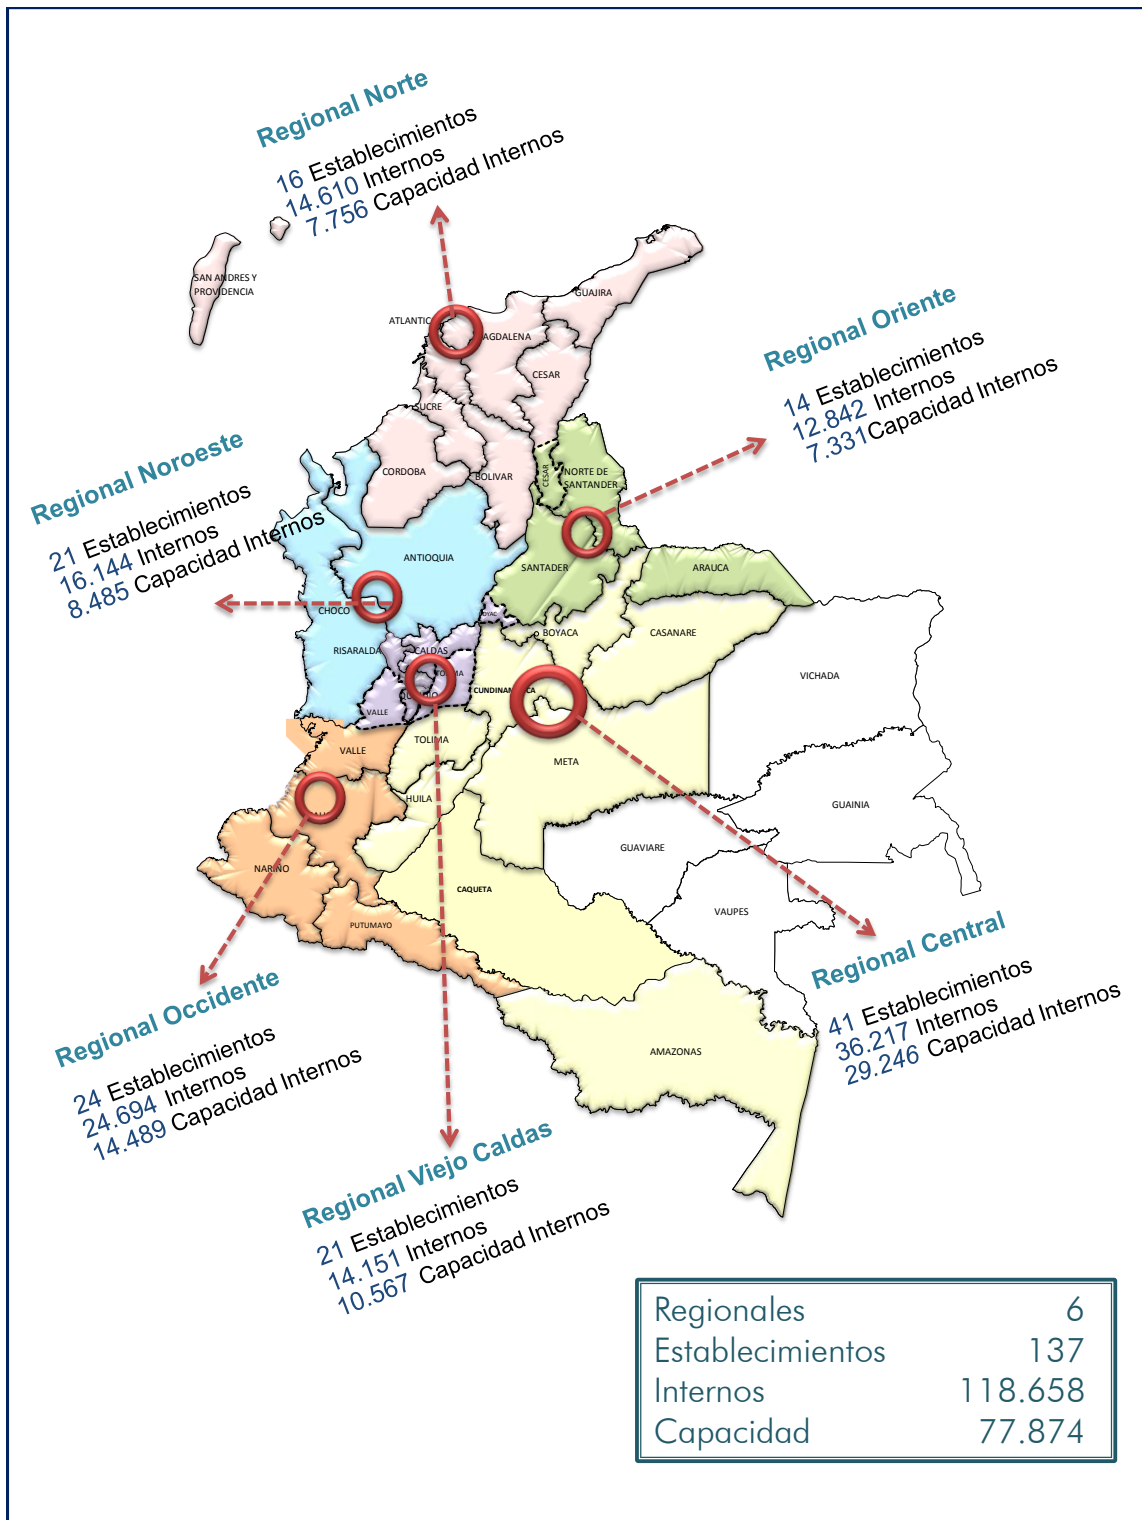 Regional Norte
16 Establecimientos
14.610 Internos
7.756 Capacidad Internos
SAN ANDRES Y
PROVIDENCIA
GUAJIRA
ATLANTIC
AGDALENA
CESAR
SUCRE
CORDOBA
BOLIVAR
Regional Oriente
14 Establecimientos
12.842 Internos
7.331Capacidad Internos
CESAR
NORTE DE
SANTANDER
SANTADER
ARAUCA
Regional Noroeste
21 Establecimientos
16.144 Internos
8.485 Capacidad Internos
ANTIOQUIA
CHOCO
RISARALDA
CALDAS
VALLE
BOYACA
CASANARE
CUNDINAMARCA
VICHADA
TOLIMA
VALLE
META
HUILA
GUAINIA
GUAVIARE
NARIÑO
CAQUETA
VAUPES
PUTUMAYO
AMAZONAS
Regional Central
41 Establecimientos
36.217 Internos
29.246 Capacidad Internos
Regional Occidente
24 Establecimientos
24.694 Internos
14.489 Capacidad Internos
Regional Viejo Caldas
21 Establecimientos
14.151 Internos
10.567 Capacidad Internos
Regionales 6
Establecimientos 137
Internos 118.658
Capacidad 77.874